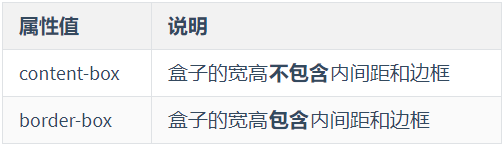 属性值 说明
content-box 盒子的宽高不包含内间距和边框
border-box 盒子的宽高包含内间距和边框